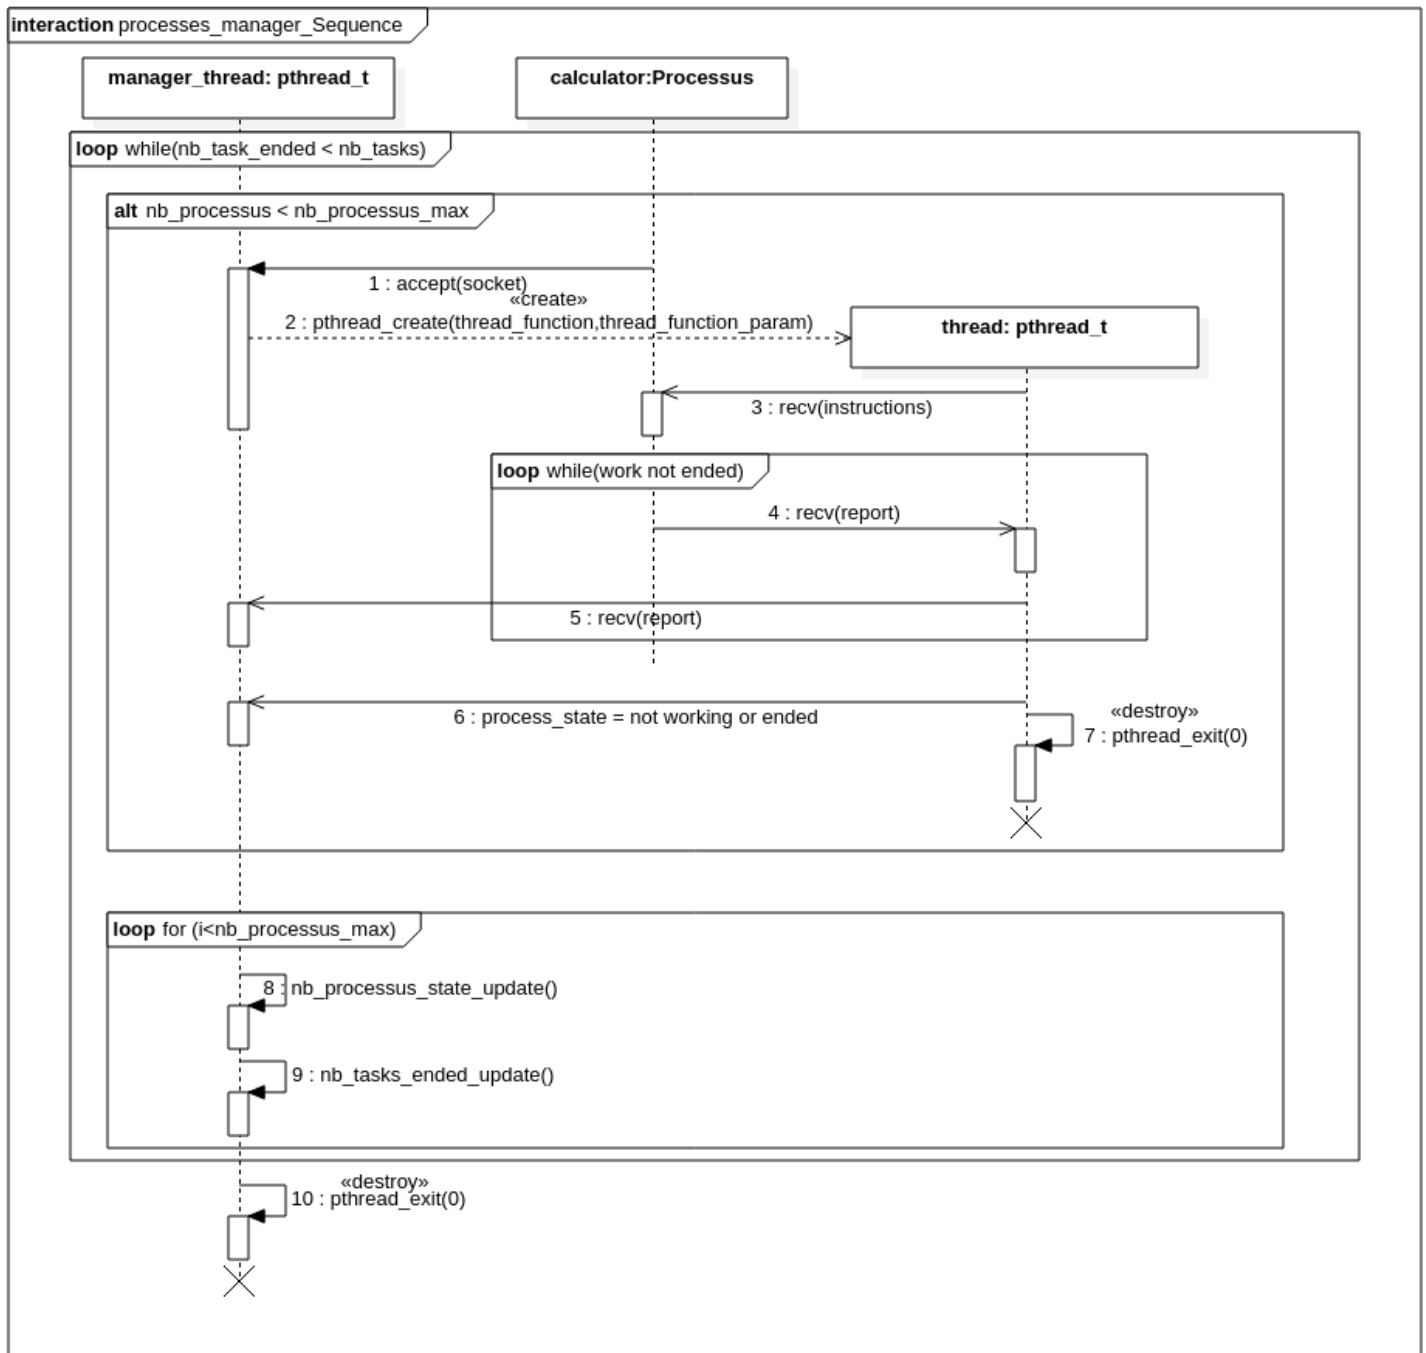 interaction processes_manager_Sequence
manager_thread: pthread_t
calculator:Processus
loop while(nb_task_ended < nb_tasks)
alt nb_processus < nb_processus_max
1 : accept(socket)
«create»
2 : pthread_create(thread_function,thread_function_param)
thread: pthread_t
3 : recv(instructions)
loop while(work not ended)
4 : recv(report)
5 : recv(report)
6 : process_state = not working or ended
«destroy»
7 : pthread_exit(0)
loop for (i<nb_processus_max)
8 : nb_processus_state_update()
9 : nb_tasks_ended_update()
«destroy»
10 : pthread_exit(0)